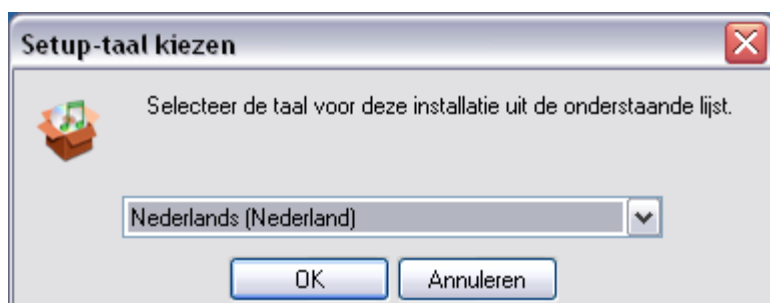 Setup-taal kiezen
Selecteer de taal voor deze installatie uit de onderstaande lijst.
Nederlands (Nederland)
OK
Annuleren